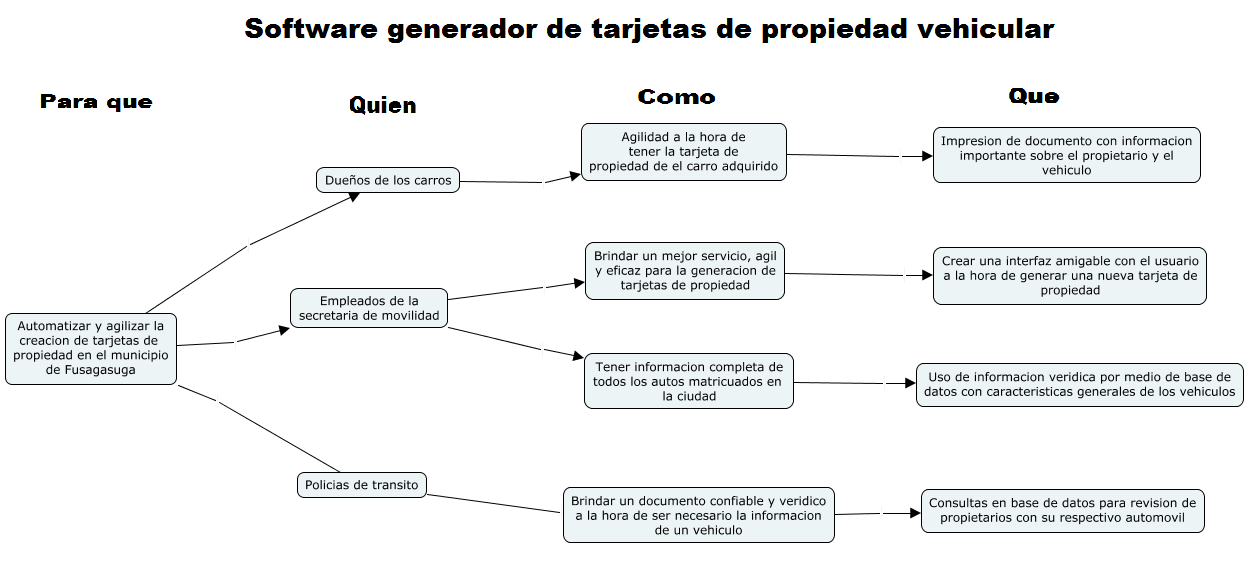 Software generador de tarjetas de propiedad vehicular
Para que
Quien
Como
Que
Automatizar y agilizar la
creacion de tarjetas de
propiedad en el municipio
de Fusagasuga
Dueños de los carros
Agilidad a la hora de
tener la tarjeta de
propiedad de el carro adquirido
Impresion de documento con informacion
importante sobre el propietario y el
vehiculo
Empleados de la
secretaria de movilidad
Brindar un mejor servicio, agil
y eficaz para la generacion de
tarjetas de propiedad
Crear una interfaz amigable con el usuario
a la hora de generar una nueva tarjeta de
propiedad
Tener informacion completa de
todos los autos matricuados en
la ciudad
Uso de informacion veridica por medio de base de
datos con caracteristicas generales de los vehiculos
Policias de transito
Brindar un documento confiable y veridico
a la hora de ser necesario la informacion
de un vehiculo
Consultas en base de datos para revision de
propietarios con su respectivo automovil